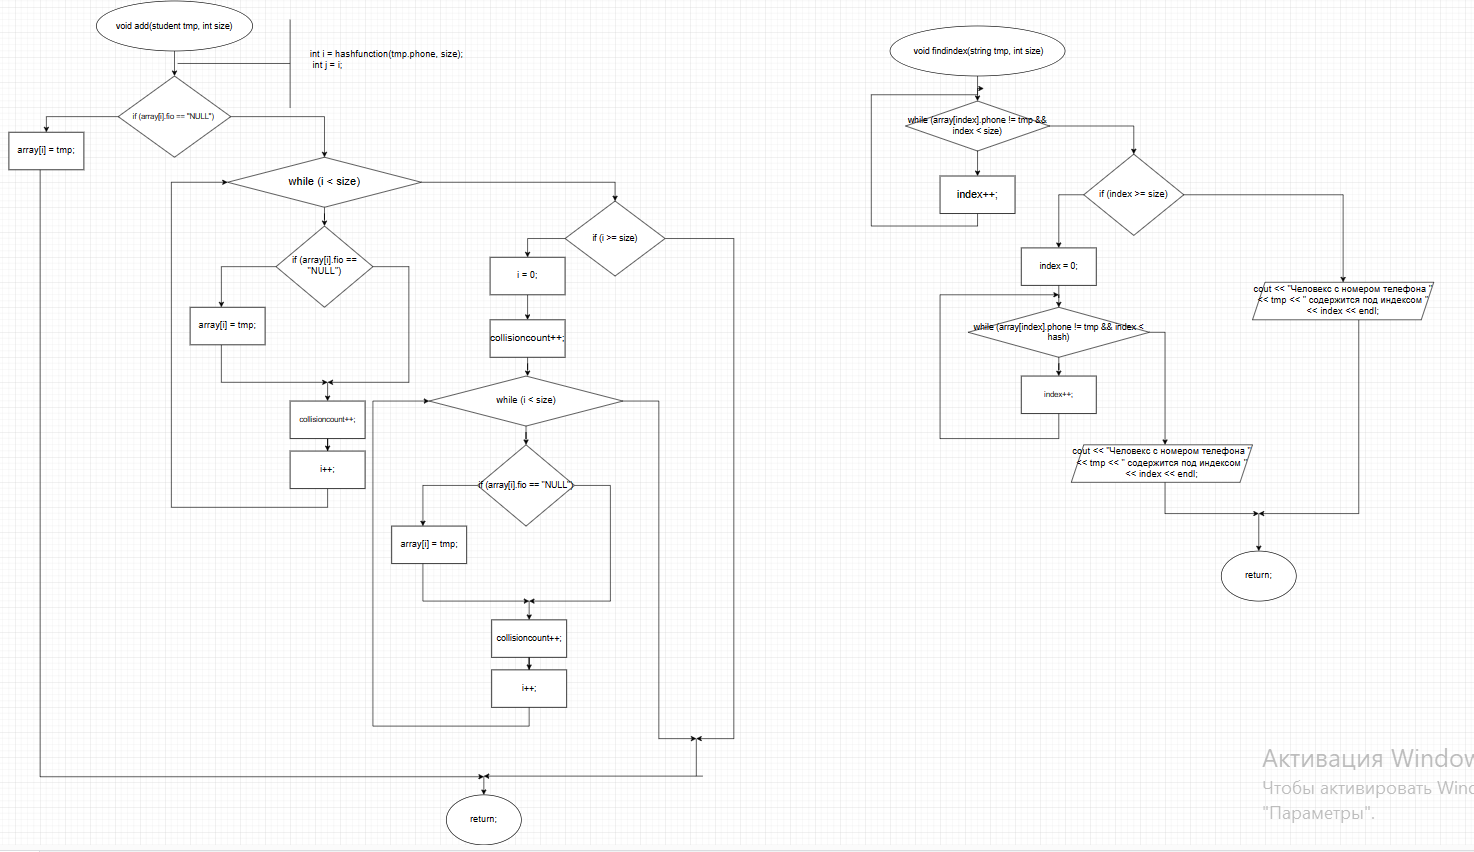 void add(student tmp, int size)
int i = hashfunction(tmp.phone, size);
int j = i;
if (array[i].fio == "NULL")
array[i] = tmp;
while (i < size)
if (array[i].fio ==
"NULL")
array[i] = tmp;
collisioncount++;
i++;
if (i >= size)
i = 0;
collisioncount++;
while (i < size)
if (array[i].fio == "NULL")
array[i] = tmp;
collisioncount++;
i++;
return;
void findindex(string tmp, int size)
while (array[index].phone != tmp &&
index < size)
index++;
if (index >= size)
index = 0;
while (array[index].phone != tmp && index <
hash)
index++;
cout << "Человекс с номером телефона "
<< tmp << " содержится под индексом "
<< index << endl;
cout << "Человекс с номером телефона "
<< tmp << " содержится под индексом "
<< index << endl;
return;
Активация Window
Чтобы активировать Winc
"Параметры".